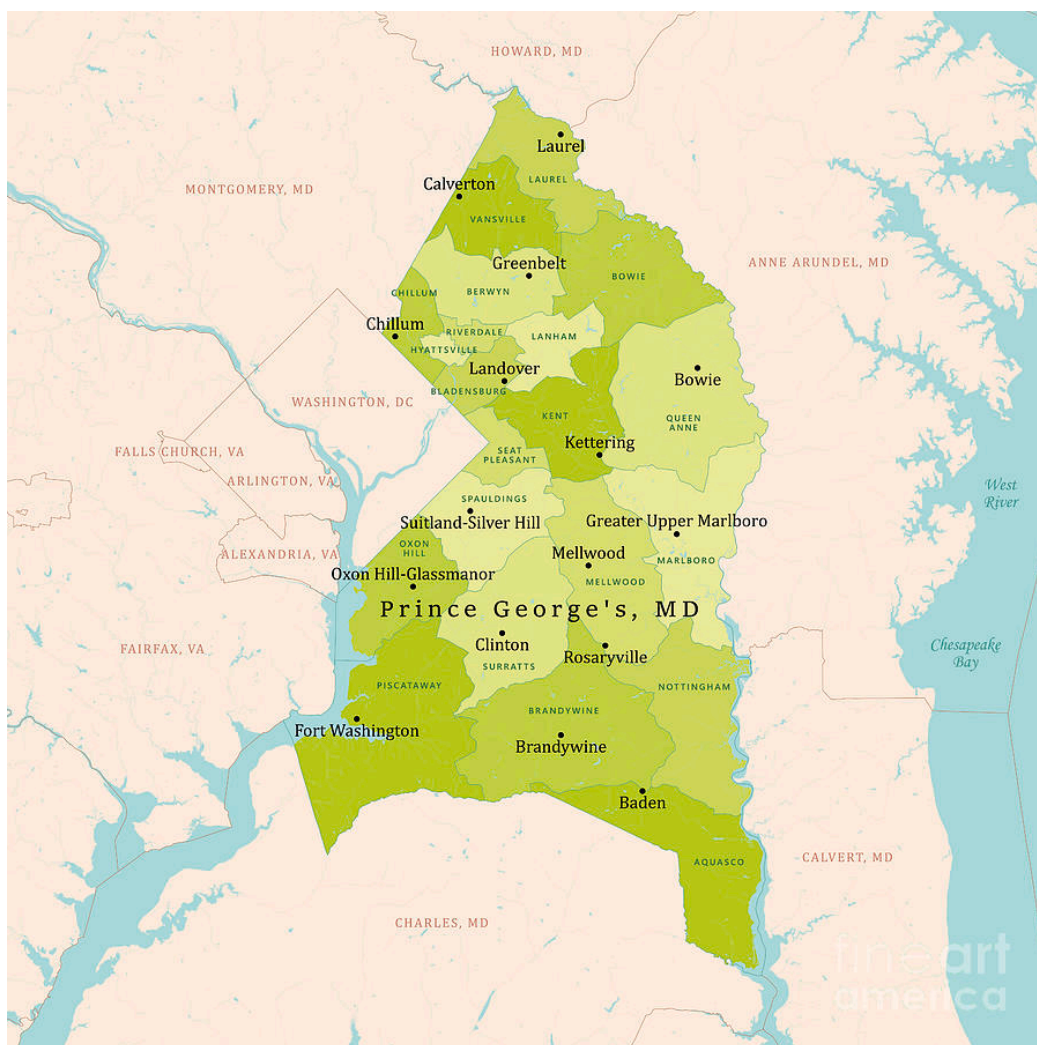 HOWARD, MD
Laurel
LAUREL
MONTGOMERY, MD
Calverton
VANSVILLE
ANNE ARUNDEL, MD
Greenbelt
BOWIE
CHILLUM
BERWYN
Chillum
RIVERDALE
LANHAM
HYATTSVILLE
Landover
Bowie
BLADENSBURG
WASHINGTON, DC
KENT
QUEEN
ANNE
Kettering
FALLS CHURCH, VA
SEAT
PLEASANT
ARLINGTON, VA
West
River
SPAULDINGS
Suitland-Silver Hill
Greater Upper Marlboro
OXON
HILL
ALEXANDRIA, VA
Mellwood
MARLBORO
Oxon Hill-Glassmanor
MELLWOOD
Prince George's, MD
Clinton
FAIRFAX, VA
Chesapeake
Bay
Rosaryville
SURRATTS
PISCATAWAY
NOTTINGHAM
BRANDYWINE
Fort Washington
Brandywine
Baden
AQUASCO
CALVERT, MD
CHARLES, MD
fineart
america